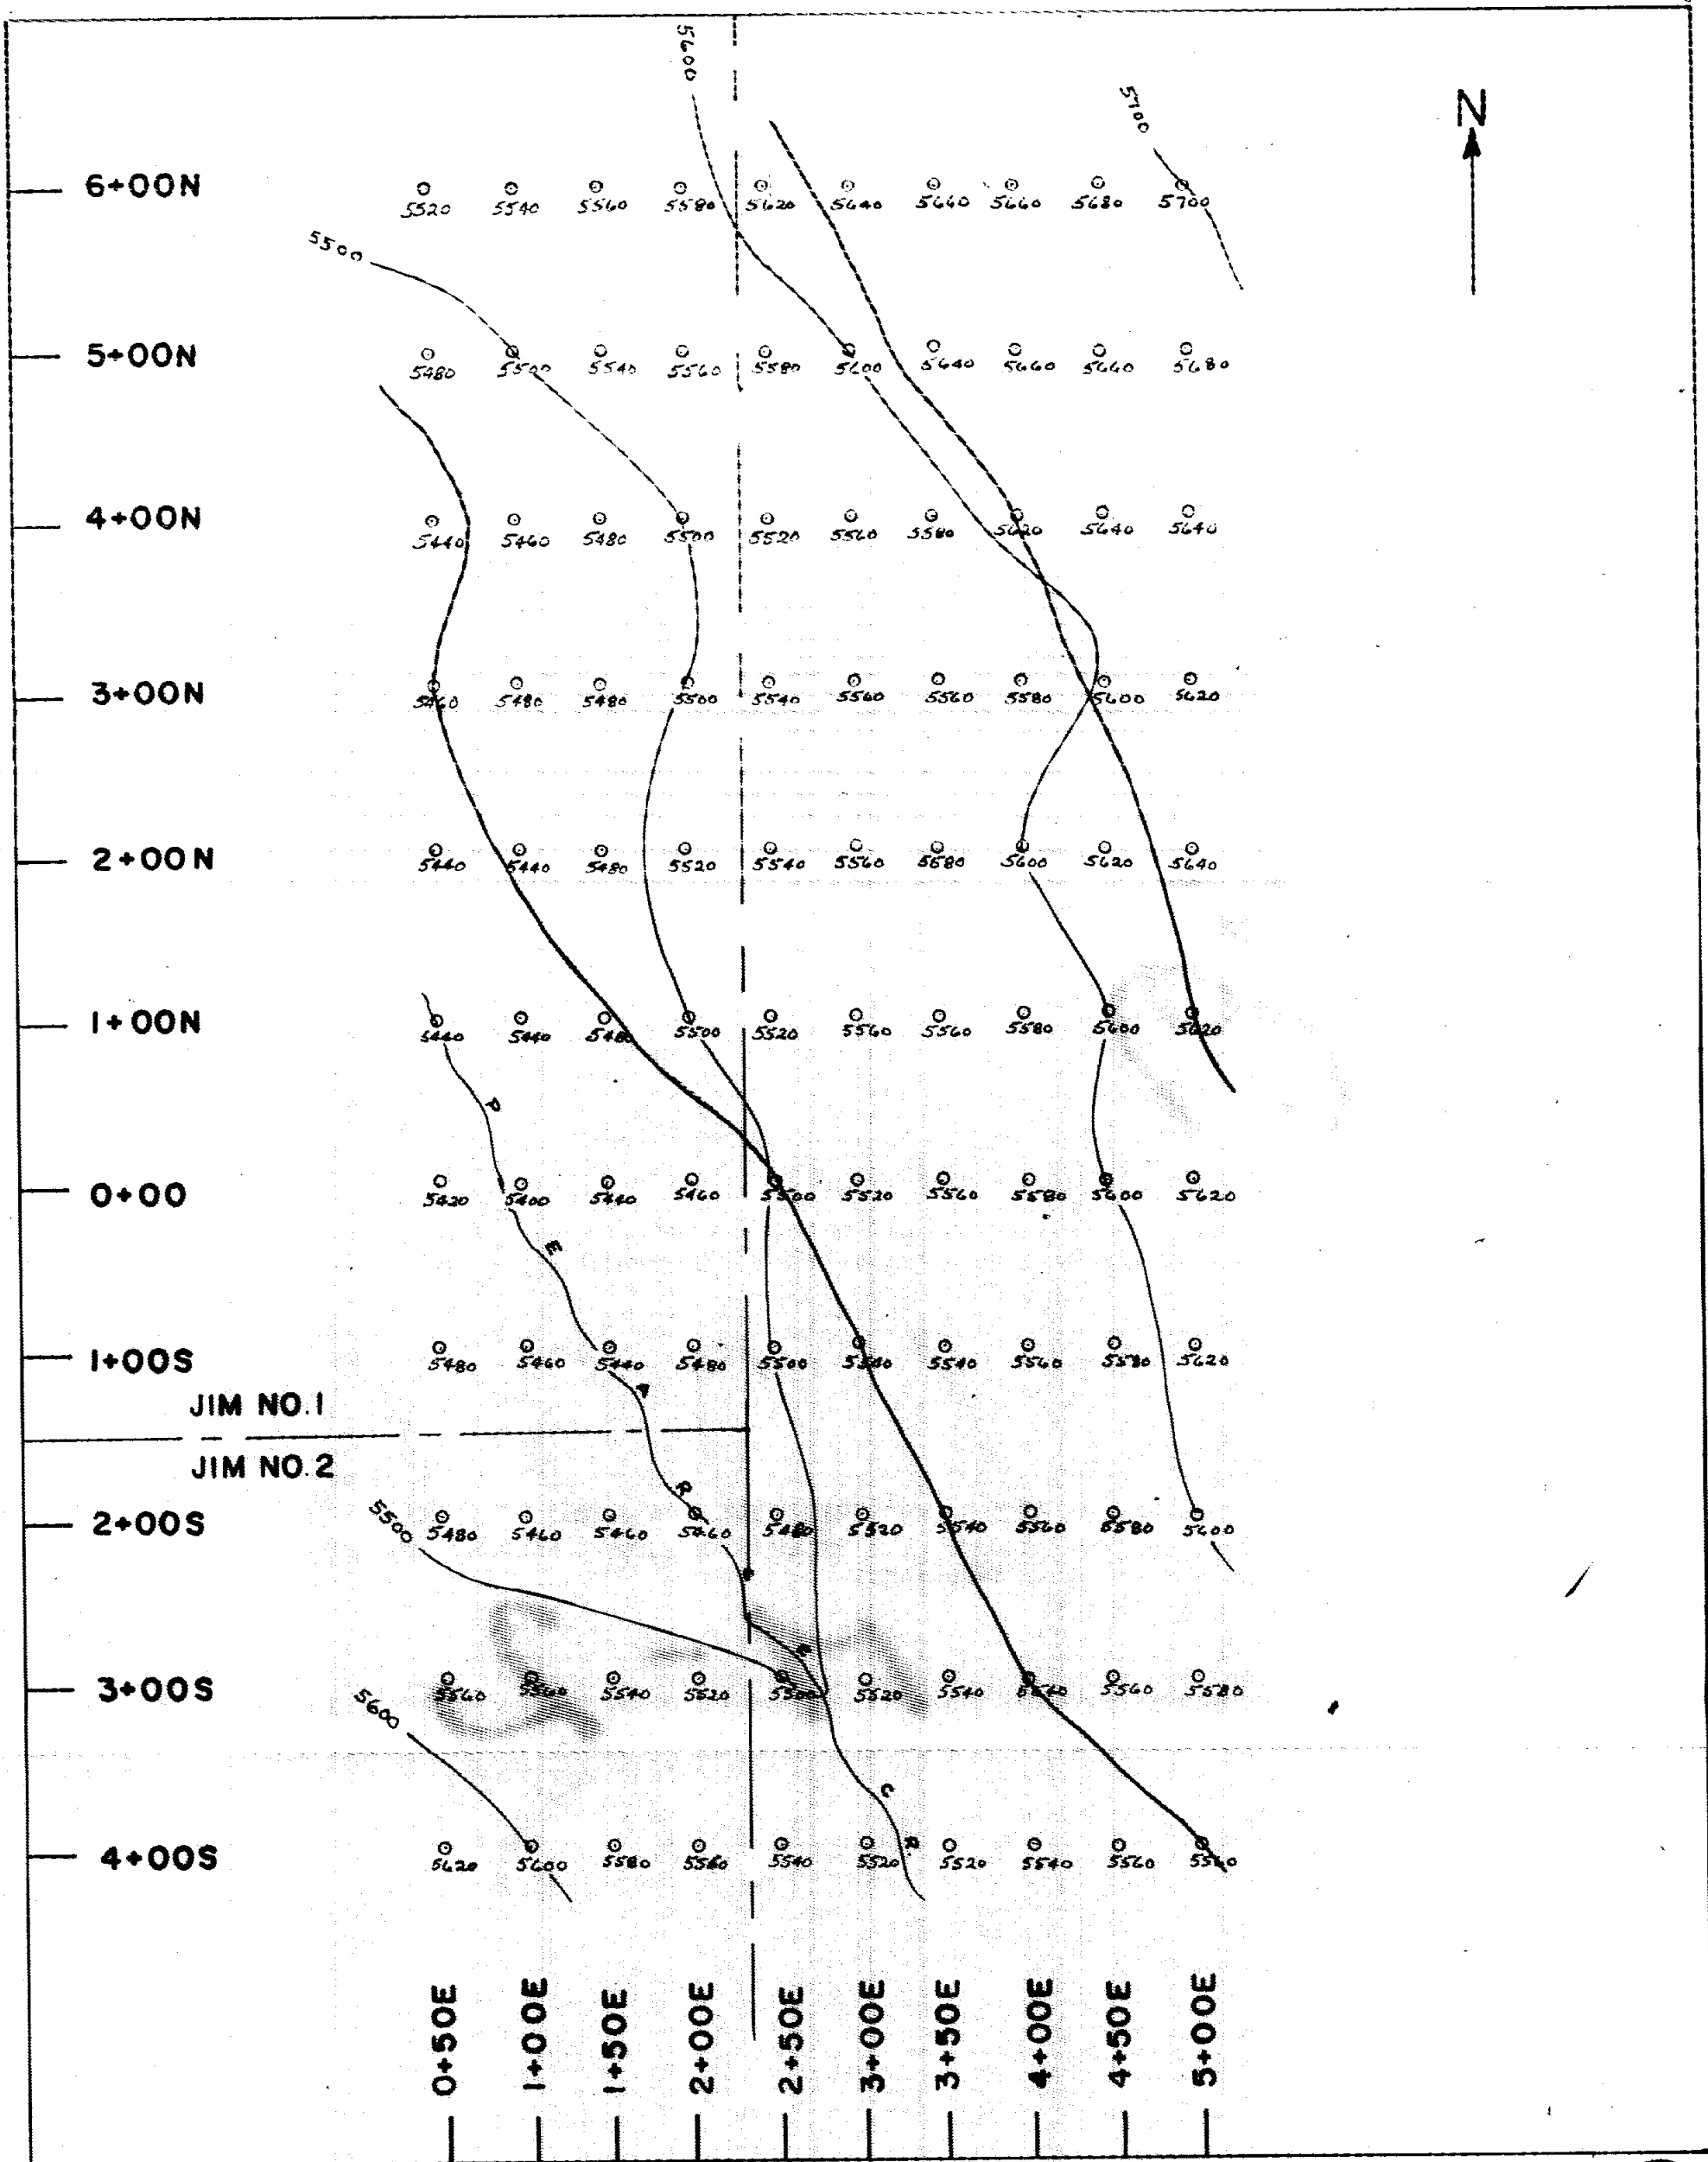 5600
5700
N
6+00N 5520 5540 5560 5580 5620 5640 5660 5660 5680 5700
5500
5+00N 5480 5500 5540 5560 5580 5600 5640 5660 5660 5680
4+00N 5440 5460 5480 5500 5520 5560 5580 5620 5640 5640
3+00N 5460 5480 5480 5500 5540 5560 5560 5580 5600 5620
2+00N 5440 5440 5480 5520 5540 5560 5580 5600 5620 5640
1+00N 5440 5440 5480 5500 5520 5560 5560 5580 5600 5620
P
0+00 5420 5400 5440 5460 5500 5520 5560 5580 5600 5620
E
1+00S 5480 5460 5440 5480 5500 5540 5560 5580 5620
JIM NO.1
JIM NO.2
R
5500
2+00S 5480 5460 5460 5460 5480 5520 5540 5560 5580 5600
3+00S 5560 5560 5540 5520 5500 5520 5540 5540 5560 5580
5600
C
R
4+00S 5620 5600 5580 5560 5540 5520 5520 5540 5560 5560
0+50E 1+00E 1+50E 2+00E 2+50E 3+00E 3+50E 4+00E 4+50E 5+00E